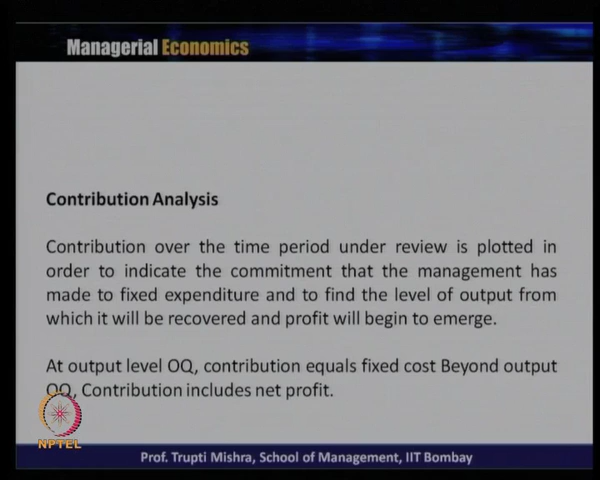 Managerial Economics
Contribution Analysis
Contribution over the time period under review is plotted in
order to indicate the commitment that the management has
made to fixed expenditure and to find the level of output from
which it will be recovered and profit will begin to emerge.
At output level OQ, contribution equals fixed cost Beyond output
OQ, Contribution includes net profit.
NPTEL
Prof. Trupti Mishra, School of Management, IIT Bombay